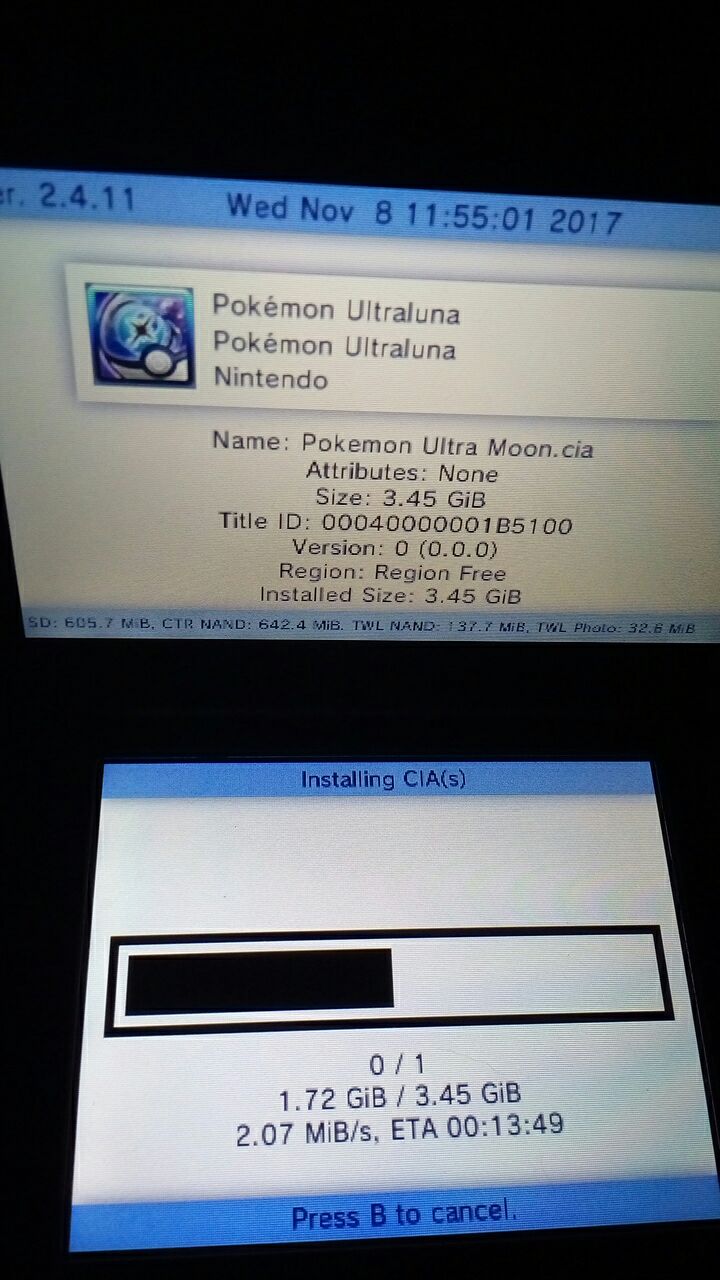 er. 2.4.11
Wed Nov 8 11:55:01 2017
Pokémon Ultraluna
Pokémon Ultraluna
Nintendo
Name: Pokemon Ultra Moon.cia
Attributes: None
Size: 3.45 GiB
Title ID: 00040000001B5100
Version: 0 (0.0.0)
Region: Region Free
Installed Size: 3.45 GiB
SD: 605.7 MiB, CTR NAND: 642.4 MiB, TWL NAND: 137.7 MiB, TWL Photo: 32.6 MiB
Installing CIA(s)
0 / 1
1.72 GiB / 3.45 GiB
2.07 MiB/s, ETA 00:13:49
Press B to cancel.